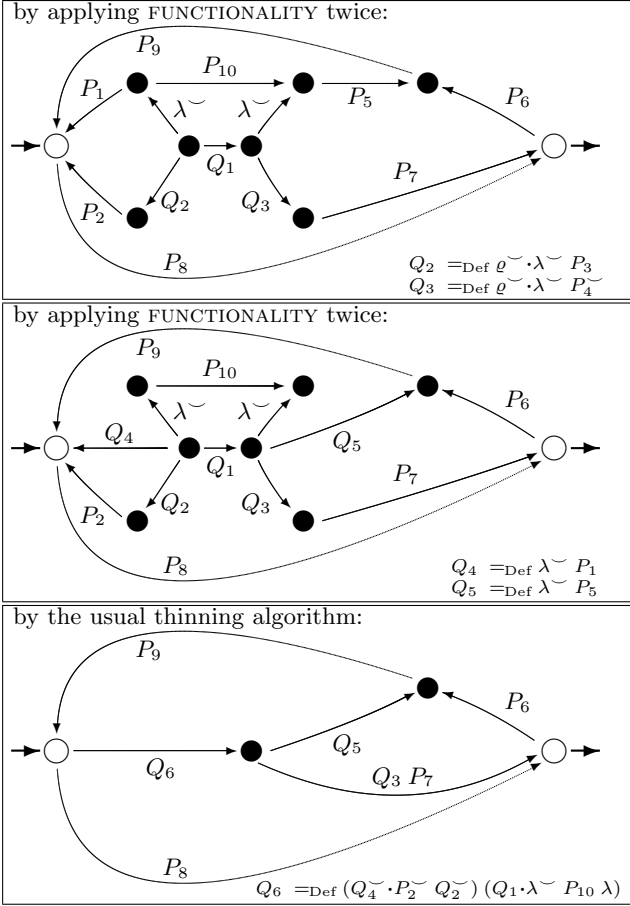 by applying FUNCTIONALITY twice:
P₉
P₁₀
P₁
λ˘
λ˘
P₅
P₆
Q₁
Q₂
Q₃
P₇
P₂
P₈
Q₂ =Def ϱ˘·λ˘ P₃
Q₃ =Def ϱ˘·λ˘ P₄˘
by applying FUNCTIONALITY twice:
P₉
P₁₀
λ˘
λ˘
P₆
Q₄
Q₁
Q₅
P₇
Q₂
Q₃
P₂
P₈
Q₄ =Def λ˘ P₁
Q₅ =Def λ˘ P₅
by the usual thinning algorithm:
P₉
P₆
Q₅
Q₆
Q₃ P₇
P₈
Q₆ =Def (Q₄˘·P₂˘ Q₂˘) (Q₁·λ˘ P₁₀ λ)